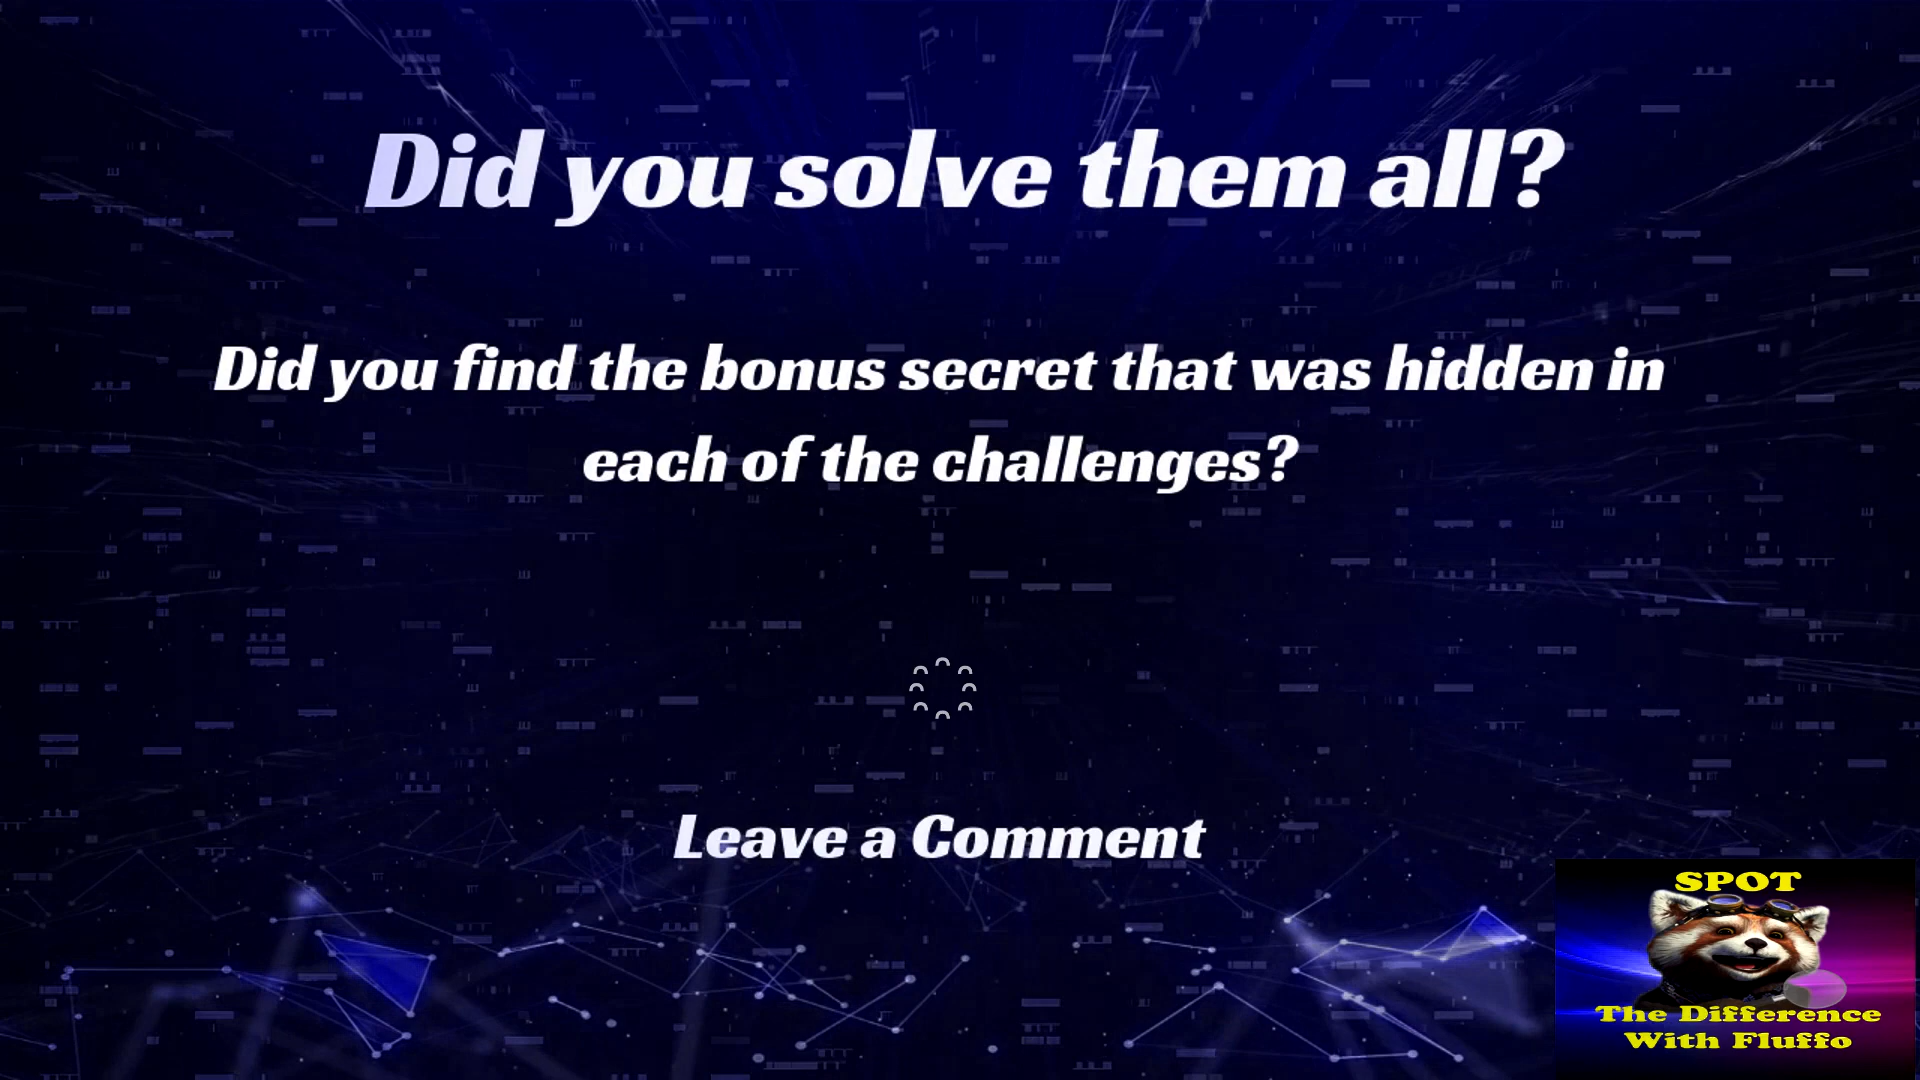 Did you solve them all?
Did you find the bonus secret that was hidden in
each of the challenges?
Leave a Comment
SPOT
The Difference
With Fluffo